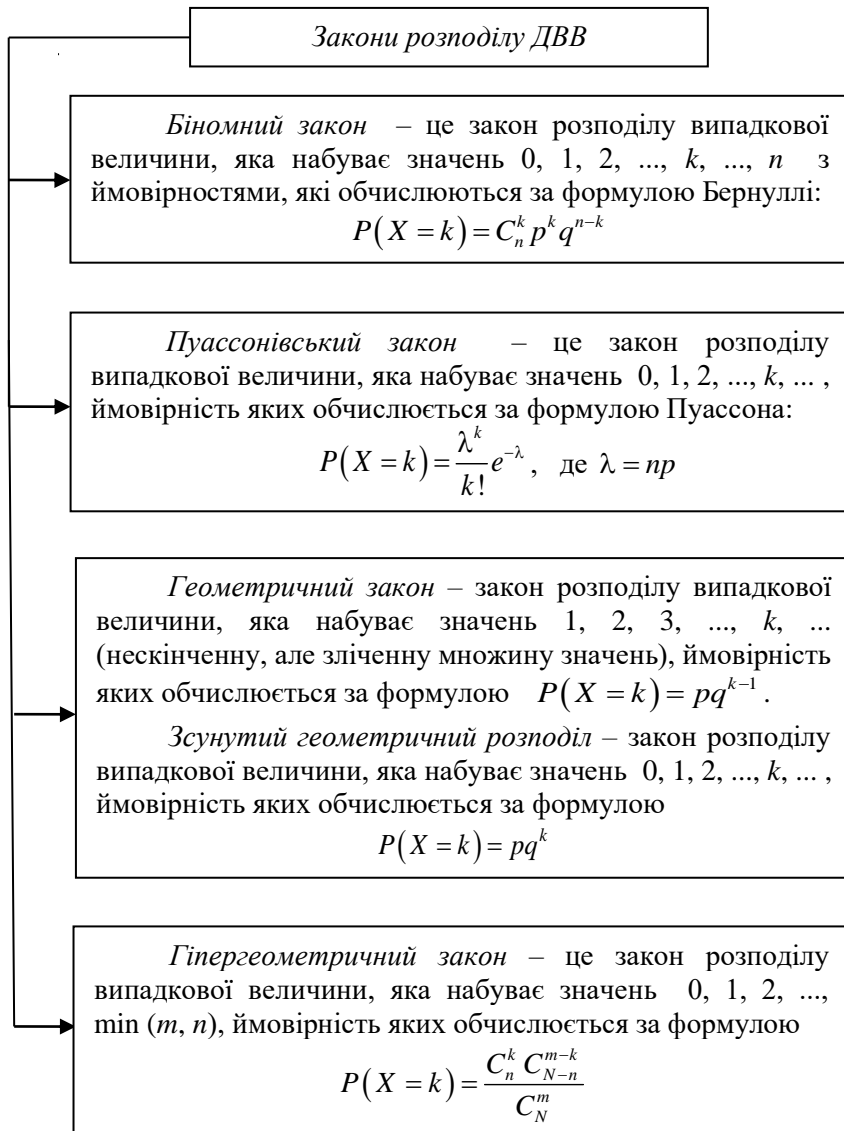 Закони розподілу ДВВ
Біномний закон – це закон розподілу випадкової
величини, яка набуває значень 0, 1, 2, ..., k, ..., n з
ймовірностями, які обчислюються за формулою Бернуллі:
P(X = k) = C_n^k p^k q^{n−k}
Пуассонівський закон – це закон розподілу
випадкової величини, яка набуває значень 0, 1, 2, ..., k, ... ,
ймовірність яких обчислюється за формулою Пуассона:
P(X = k) = \frac{λ^k}{k!} e^{−λ} , де λ = np
Геометричний закон – закон розподілу випадкової
величини, яка набуває значень 1, 2, 3, ..., k, ...
(нескінченну, але зліченну множину значень), ймовірність
яких обчислюється за формулою P(X = k) = pq^{k−1} .
Зсунутий геометричний розподіл – закон розподілу
випадкової величини, яка набуває значень 0, 1, 2, ..., k, ... ,
ймовірність яких обчислюється за формулою
P(X = k) = pq^k
Гіпергеометричний закон – це закон розподілу
випадкової величини, яка набуває значень 0, 1, 2, ...,
min (m, n), ймовірність яких обчислюється за формулою
P(X = k) = \frac{C_n^k C_{N−n}^{m−k}}{C_N^m}